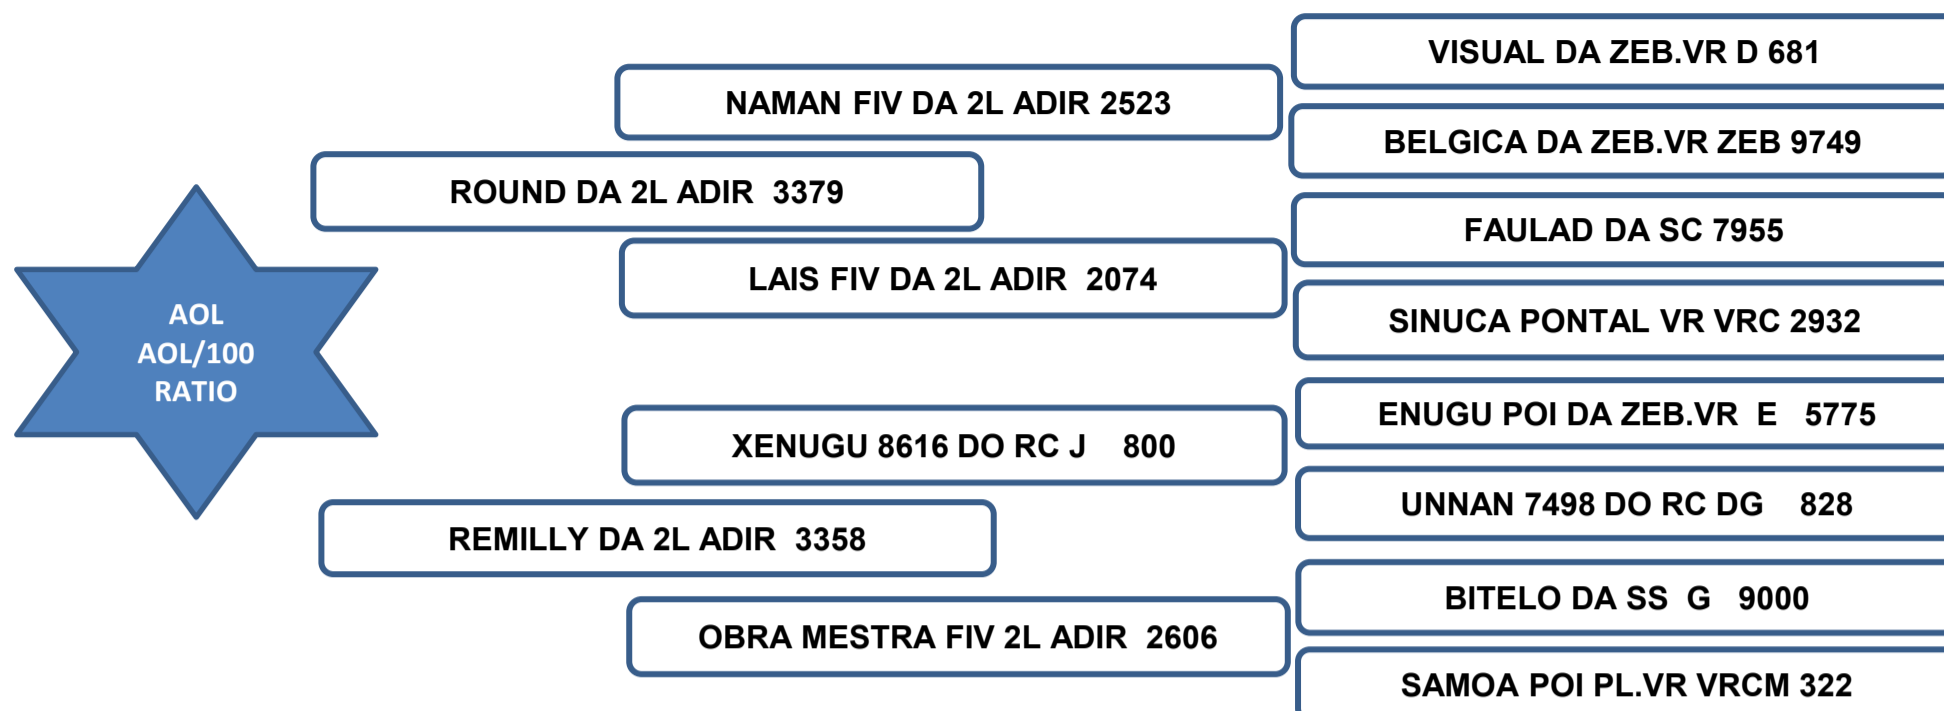 VISUAL DA ZEB.VR D 681
NAMAN FIV DA 2L ADIR 2523
BELGICA DA ZEB.VR ZEB 9749
ROUND DA 2L ADIR 3379
FAULAD DA SC 7955
LAIS FIV DA 2L ADIR 2074
SINUCA PONTAL VR VRC 2932
AOL
AOL/100
RATIO
ENUGU POI DA ZEB.VR E 5775
XENUGU 8616 DO RC J 800
UNNAN 7498 DO RC DG 828
REMILLY DA 2L ADIR 3358
BITELO DA SS G 9000
OBRA MESTRA FIV 2L ADIR 2606
SAMOA POI PL.VR VRCM 322